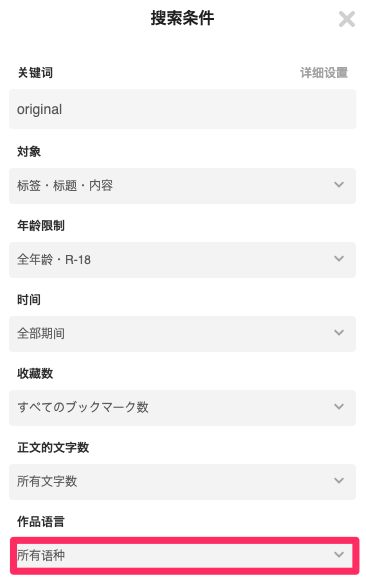 搜索条件
关键词 详细设置
original
対象
标签・标题・内容
年龄限制
全年龄・R-18
时间
全部期间
收藏数
すべてのブックマーク数
正文的文字数
所有文字数
作品语言
所有语种